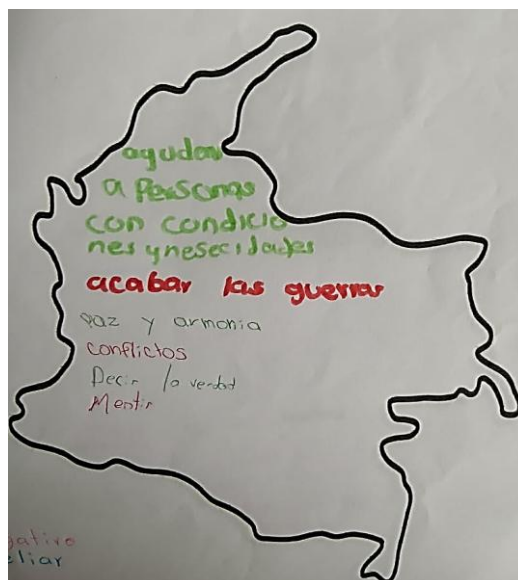 ayudar
a personas
con condicio
nes y nesecidades
acabar las guerras
paz y armonia
conflictos
Decir la verdad
Mentir
gativo
eliar